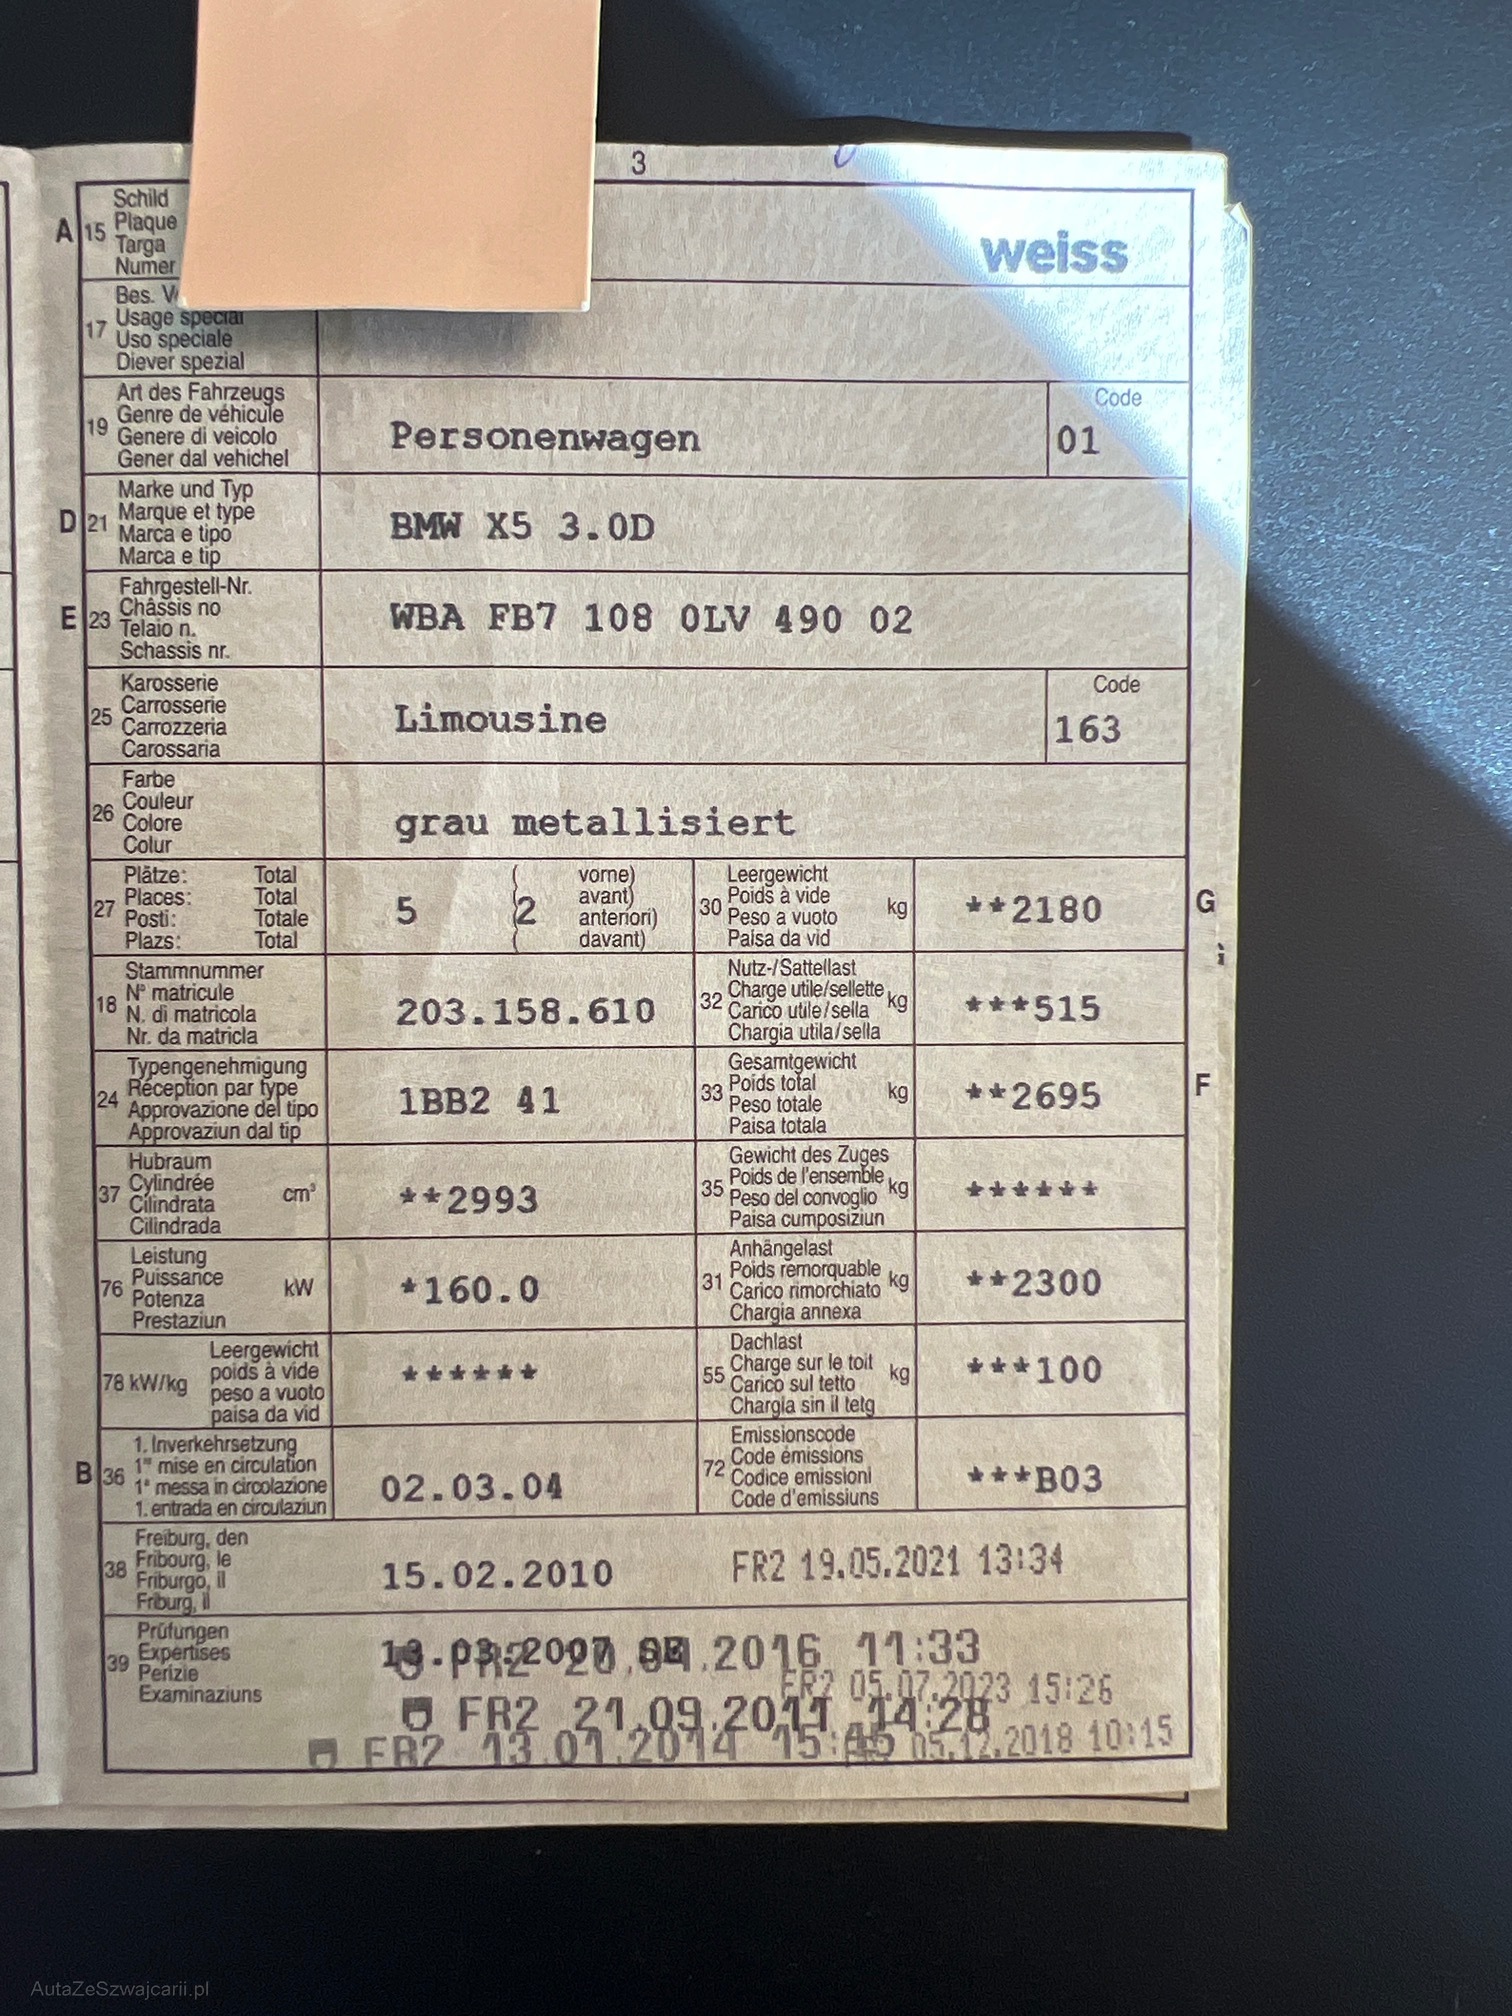 3
A 15 Schild
Plaque
Targa
Numer
weiss
17 Bes.
Usage special
Uso speciale
Diever spezial
19 Art des Fahrzeugs
Genre de véhicule
Genere di veicolo
Gener dal vehichel
Personenwagen
Code
01
D 21 Marke und Typ
Marque et type
Marca e tipo
Marca e tip
BMW X5 3.0D
E 23 Fahrgestell-Nr.
Châssis no
Telaio n.
Schassis nr.
WBA FB7 108 0LV 490 02
25 Karosserie
Carrosserie
Carrozzeria
Carossaria
Limousine
Code
163
26 Farbe
Couleur
Colore
Colur
grau metallisiert
27 Plätze: Total
Places: Total
Posti: Totale
Plazs: Total
5 (2 vorne)
avant)
anteriori)
davant)
30 Leergewicht
Poids à vide
Peso a vuoto
Paisa da vid
kg **2180 G
18 Stammnummer
N° matricule
N. di matricola
Nr. da matricla
203.158.610
32 Nutz-/Sattellast
Charge utile/sellette
Carico utile/sella
Chargia utila/sella
kg ***515
24 Typengenehmigung
Réception par type
Approvazione del tipo
Approvaziun dal tip
1BB2 41
33 Gesamtgewicht
Poids total
Peso totale
Paisa totala
kg **2695 F
37 Hubraum
Cylindrée
Cilindrata
Cilindrada
cm³ **2993
35 Gewicht des Zuges
Poids de l'ensemble
Peso del convoglio
Paisa cumposiziun
kg ******
76 Leistung
Puissance
Potenza
Prestaziun
kW *160.0
31 Anhängelast
Poids remorquable
Carico rimorchiato
Chargia annexa
kg **2300
78 kW/kg Leergewicht
poids à vide
peso a vuoto
paisa da vid
******
55 Dachlast
Charge sur le toit
Carico sul tetto
Chargia sin il tetg
kg ***100
B 36 1. Inverkehrsetzung
1re mise en circulation
1a messa in circolazione
1. entrada en circulaziun
02.03.04
72 Emissionscode
Code émissions
Codice emissioni
Code d'emissiuns
***B03
38 Freiburg, den
Fribourg, le
Friburgo, il
Friburg, il
15.02.2010 FR2 19.05.2021 13:34
39 Prüfungen
Expertises
Perizie
Examinaziuns
13.03.2007
FR2 20.04.2016 11:33
FR2 05.07.2023 15:26
FR2 21.09.2011 14:28
FR2 13.01.2014 15:45
05.12.2018 10:15
AutaZeSzwajcarii.pl